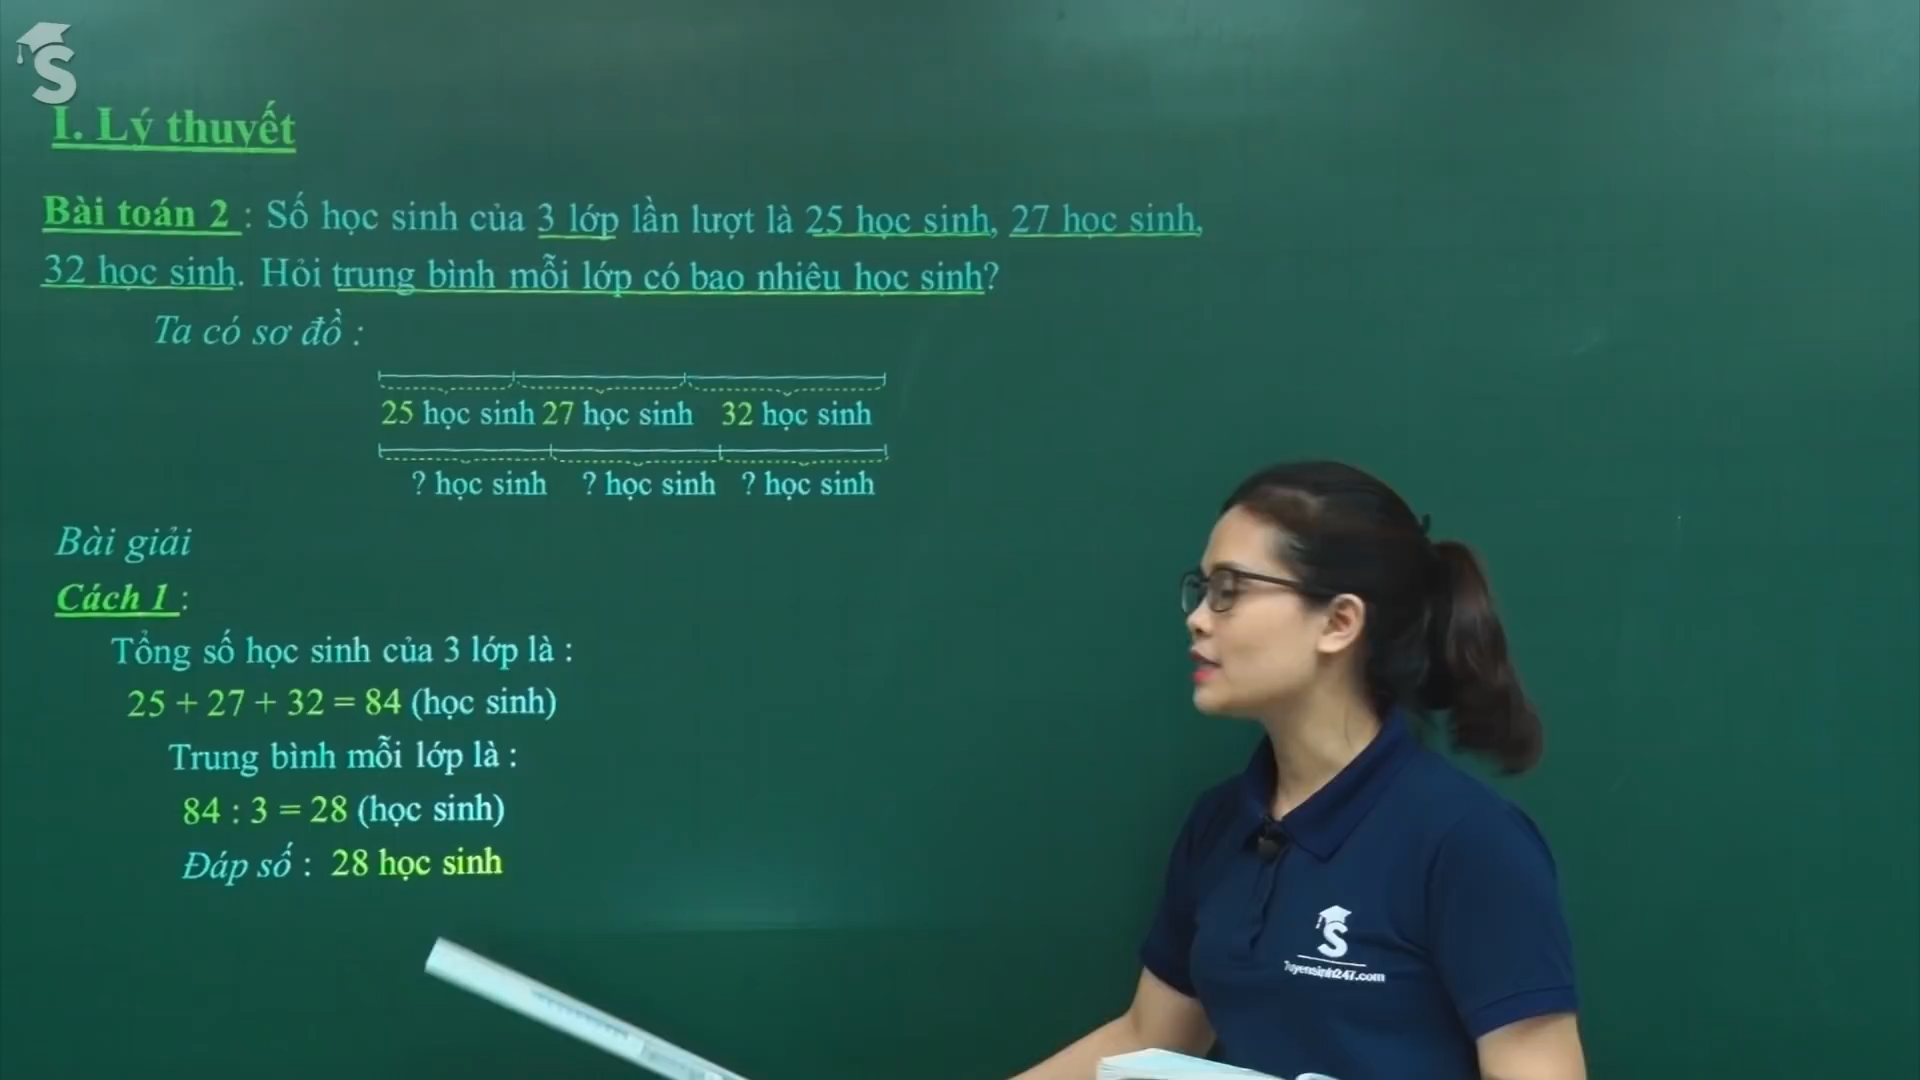 S
I. Lý thuyết
Bài toán 2 : Số học sinh của 3 lớp lần lượt là 25 học sinh, 27 học sinh,
32 học sinh. Hỏi trung bình mỗi lớp có bao nhiêu học sinh?
Ta có sơ đồ :
25 học sinh 27 học sinh 32 học sinh
? học sinh ? học sinh ? học sinh
Bài giải
Cách 1 :
Tổng số học sinh của 3 lớp là :
25 + 27 + 32 = 84 (học sinh)
Trung bình mỗi lớp là :
84 : 3 = 28 (học sinh)
Đáp số : 28 học sinh
S
Tuyensinh247.com